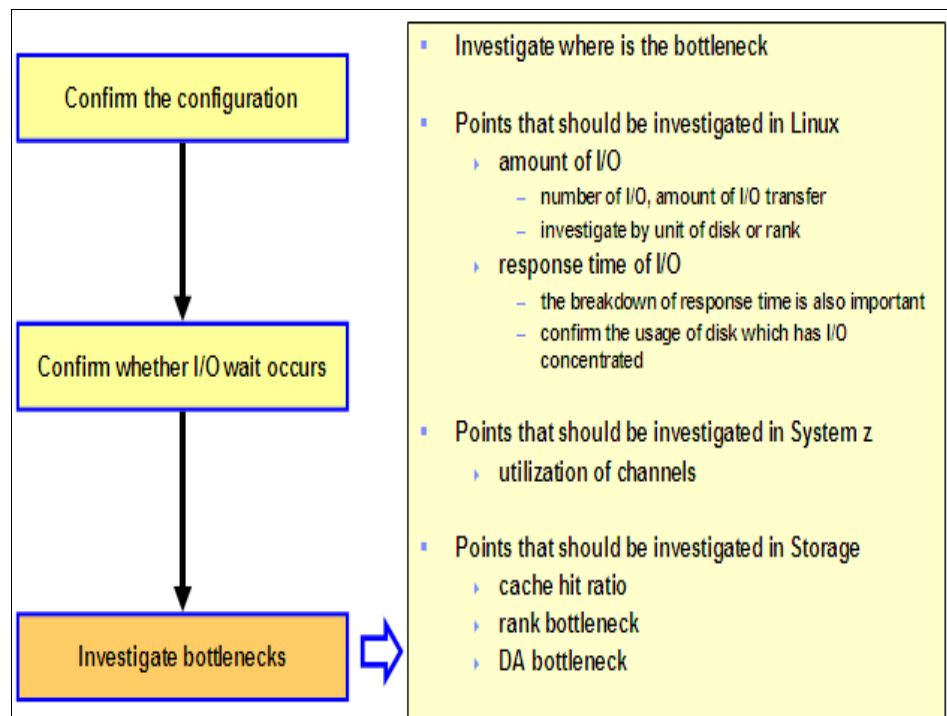 Confirm the configuration
Confirm whether I/O wait occurs
Investigate bottlenecks
Investigate where is the bottleneck
Points that should be investigated in Linux
amount of I/O
– number of I/O, amount of I/O transfer
– investigate by unit of disk or rank
response time of I/O
– the breakdown of response time is also important
– confirm the usage of disk which has I/O
concentrated
Points that should be investigated in System z
utilization of channels
Points that should be investigated in Storage
cache hit ratio
rank bottleneck
DA bottleneck